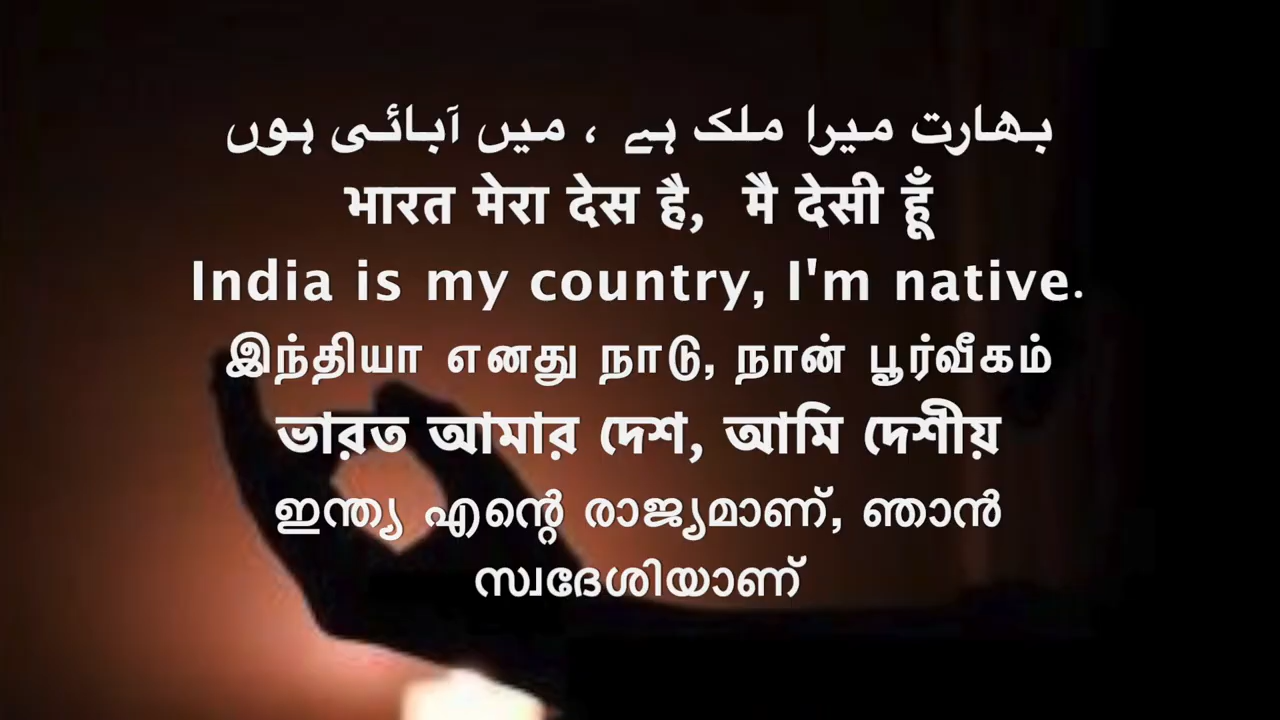 بھارت میرا ملک ہے ، میں آبائی ہوں
भारत मेरा देस है, मै देसी हूँ
India is my country, I'm native.
இந்தியா எனது நாடு, நான் பூர்வீகம்
ভারত আমার দেশ, আমি দেশীয়
ഇന്ത്യ എന്റെ രാജ്യമാണ്, ഞാൻ
സ്വദേശിയാണ്